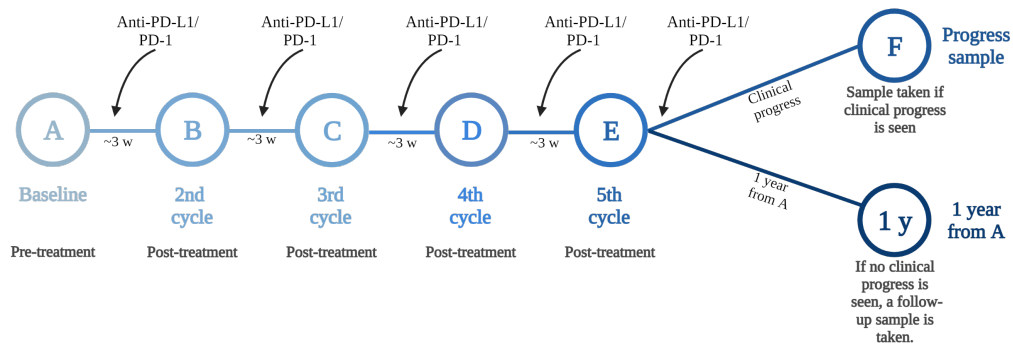 Anti-PD-L1/
PD-1
Anti-PD-L1/
PD-1
Anti-PD-L1/
PD-1
Anti-PD-L1/
PD-1
Anti-PD-L1/
PD-1
A
B
C
D
E
F
1 y
~3 w
~3 w
~3 w
~3 w
Clinical
progress
1 year
from A
Progress
sample
Sample taken if
clinical progress
is seen
1 year
from A
If no clinical
progress is
seen, a follow-
up sample is
taken.
Baseline
2nd
cycle
3rd
cycle
4th
cycle
5th
cycle
Pre-treatment
Post-treatment
Post-treatment
Post-treatment
Post-treatment